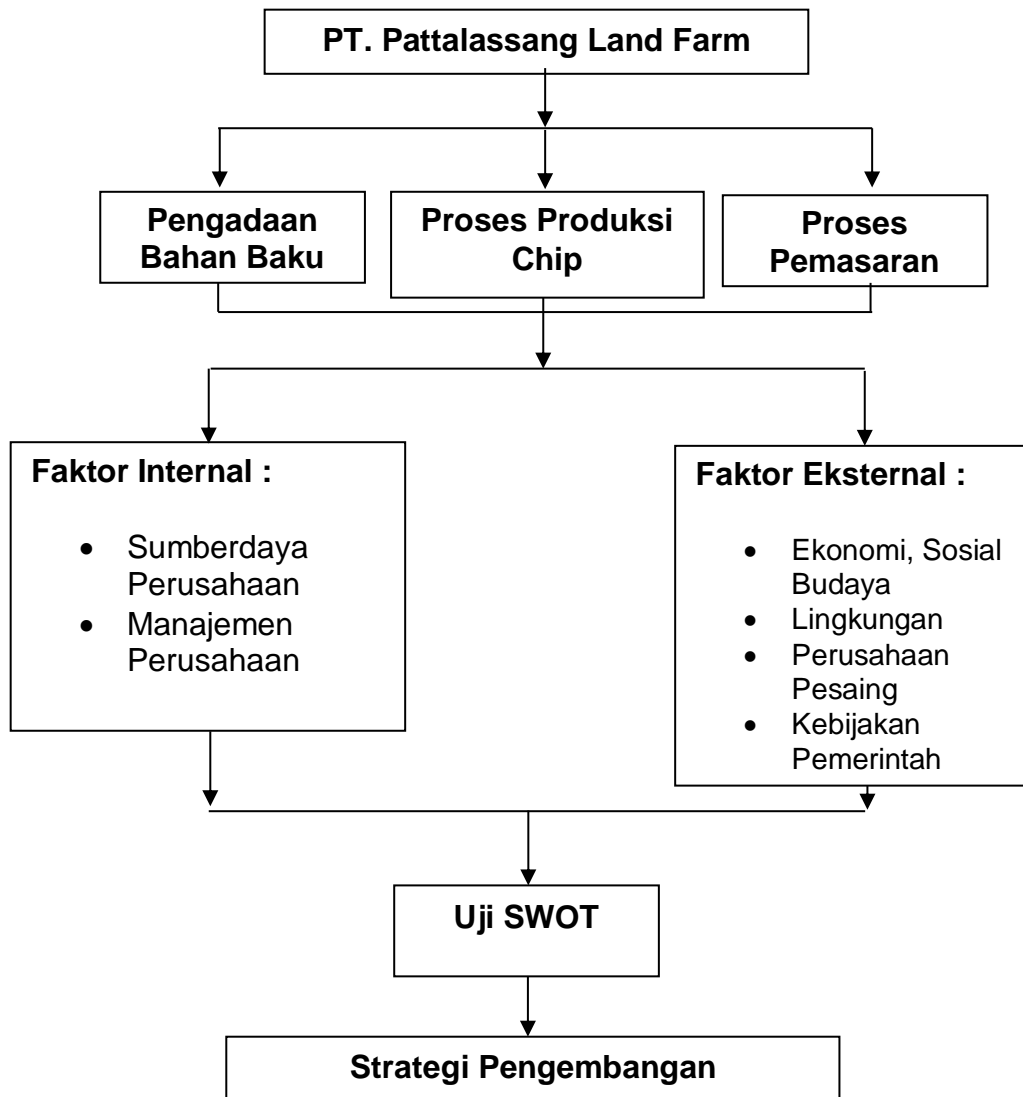 PT. Pattalassang Land Farm
Pengadaan
Bahan Baku
Proses Produksi
Chip
Proses
Pemasaran
Faktor Internal :
• Sumberdaya
Perusahaan
• Manajemen
Perusahaan
Faktor Eksternal :
• Ekonomi, Sosial
Budaya
• Lingkungan
• Perusahaan
Pesaing
• Kebijakan
Pemerintah
Uji SWOT
Strategi Pengembangan